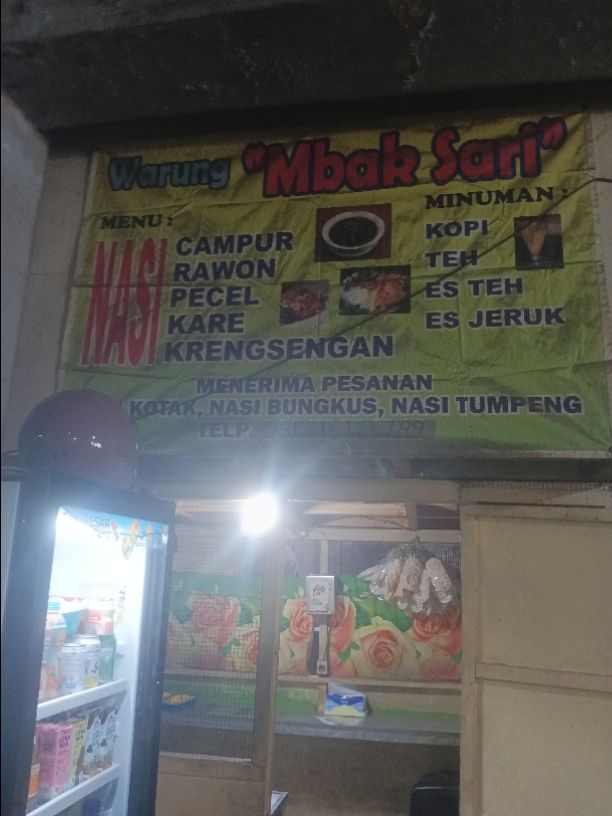 Warung "Mbak Sari"
MENU :
NASI
CAMPUR
RAWON
PECEL
KARE
KRENGSENGAN
MINUMAN :
KOPI
TEH
ES TEH
ES JERUK
MENERIMA PESANAN
KOTAK, NASI BUNGKUS, NASI TUMPENG
TELP.